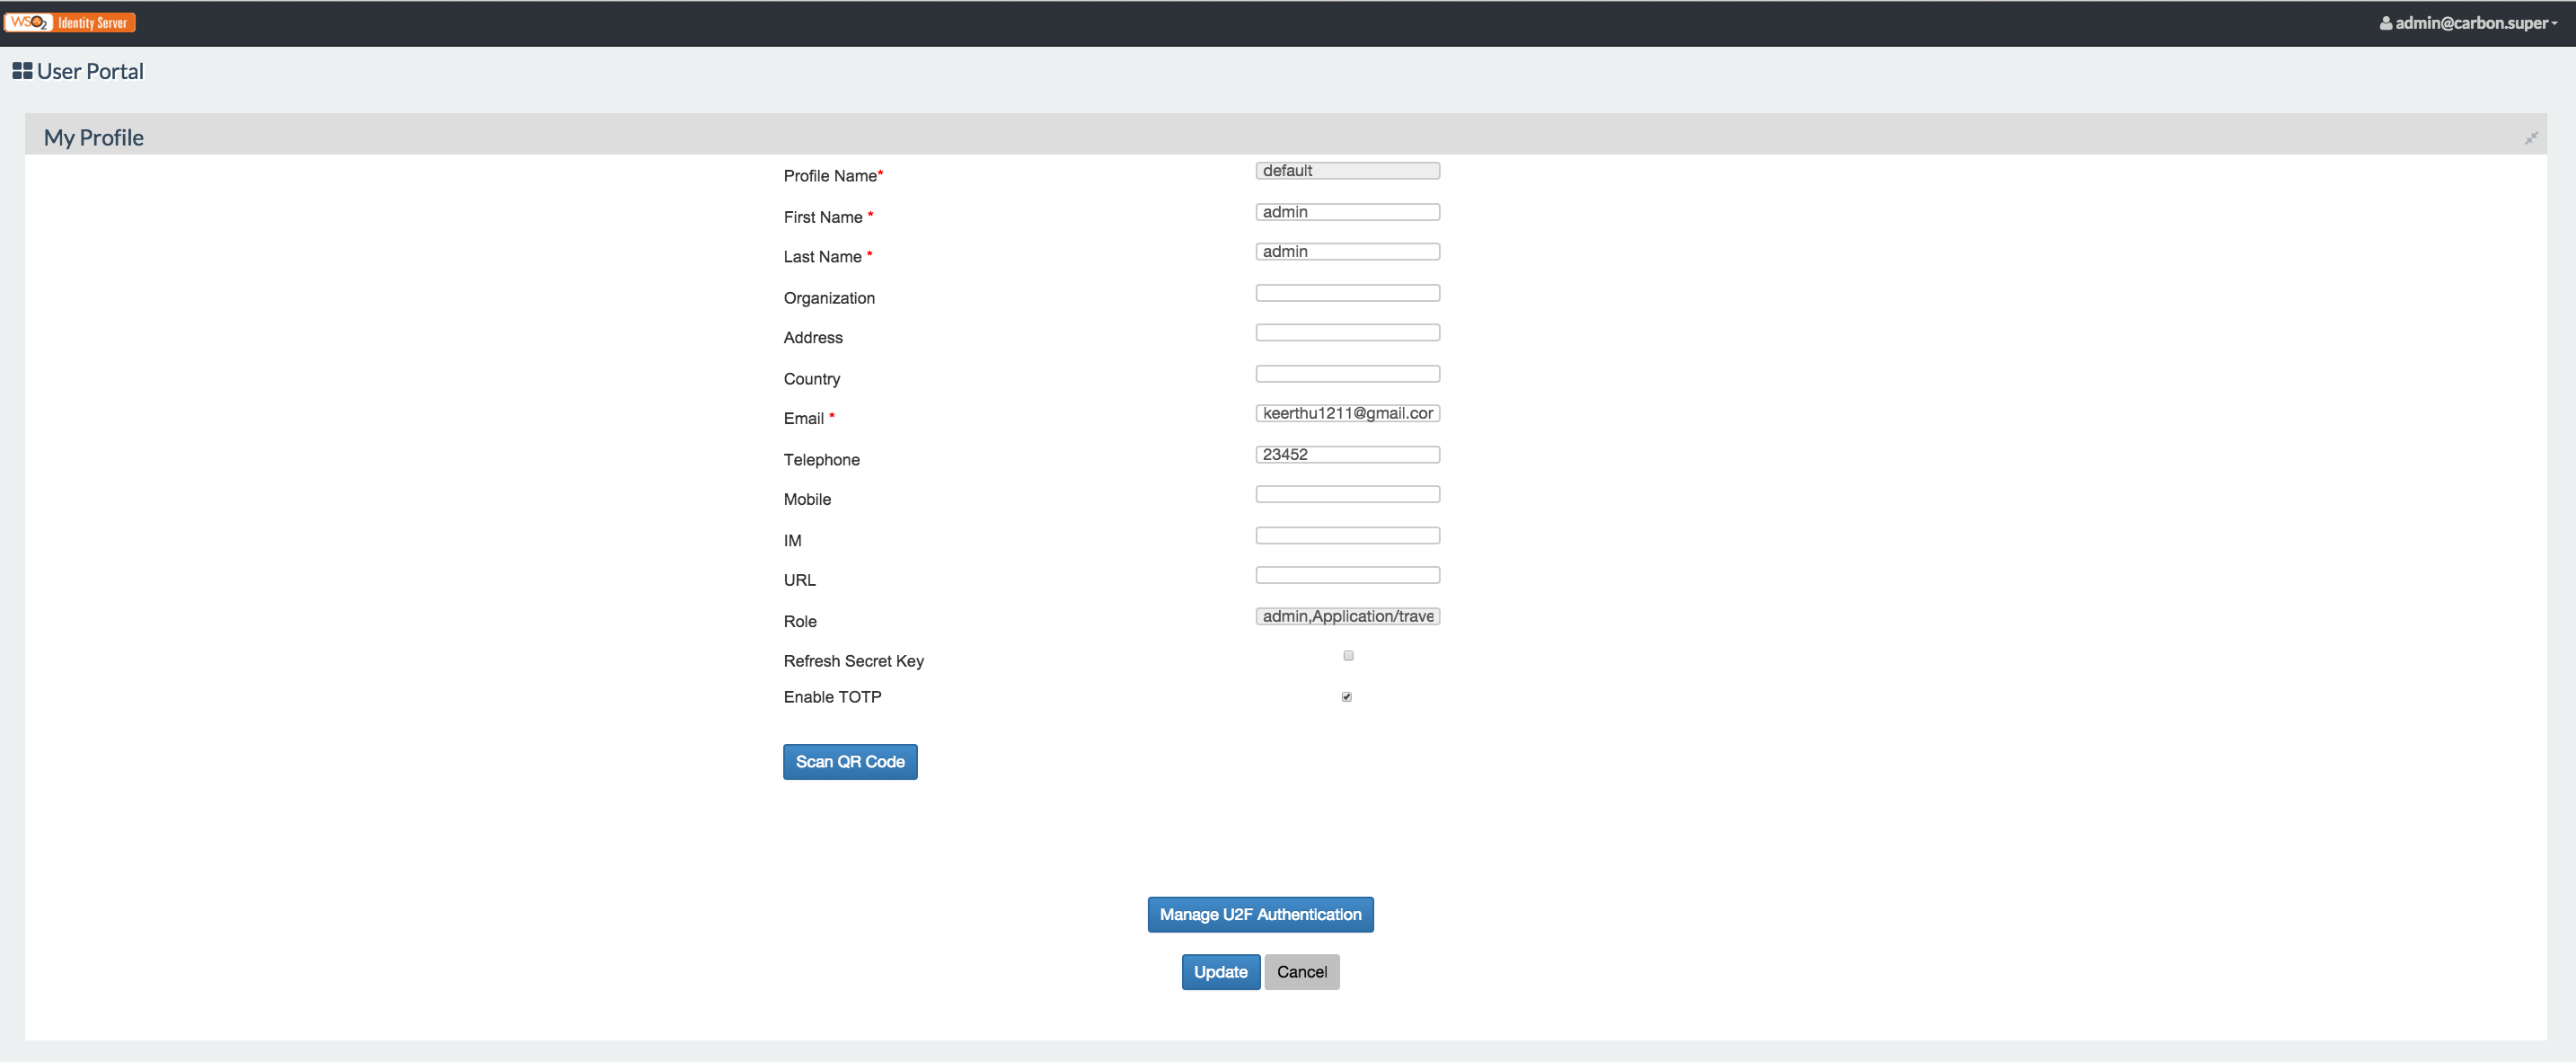 WSO2 Identity Server
admin@carbon.super
User Portal
My Profile
Profile Name* default
First Name * admin
Last Name * admin
Organization
Address
Country
Email * keerthu1211@gmail.cor
Telephone 23452
Mobile
IM
URL
Role admin,Application/trave
Refresh Secret Key
Enable TOTP
Scan QR Code
Manage U2F Authentication
Update Cancel